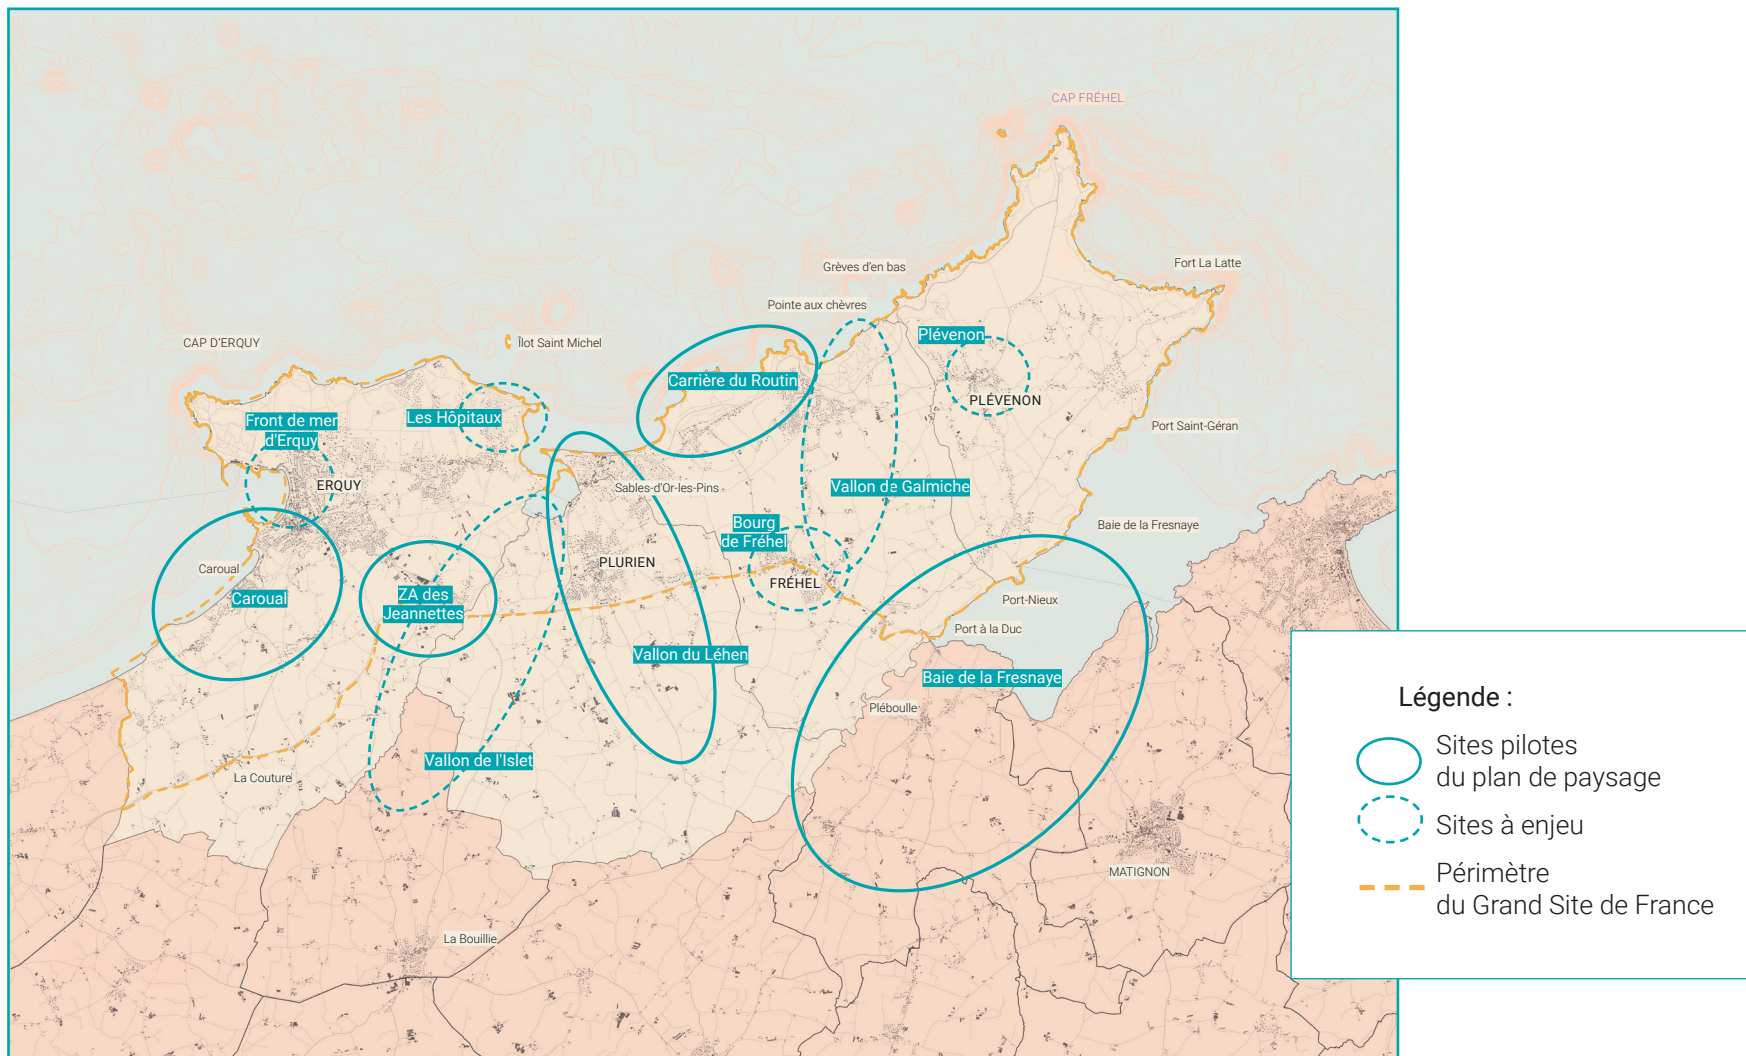 CAP FRÉHEL
Fort La Latte
Grèves d'en bas
Pointe aux chèvres
Plévenon
CAP D'ERQUY
Îlot Saint Michel
Carrière du Routin
PLÉVENON
Les Hôpitaux
Front de mer
d'Erquy
Port Saint-Géran
ERQUY
Sables-d'Or-les-Pins
Vallon de Galmiche
Bourg
de Fréhel
Baie de la Fresnaye
PLURIEN
Caroual
FRÉHEL
Caroual
ZA des
Jeannettes
Port-Nieux
Port à la Duc
Vallon du Léhen
Baie de la Fresnaye
Pléboulle
Vallon de l'Islet
La Couture
MATIGNON
La Bouillie
Légende :
Sites pilotes
du plan de paysage
Sites à enjeu
Périmètre
du Grand Site de France